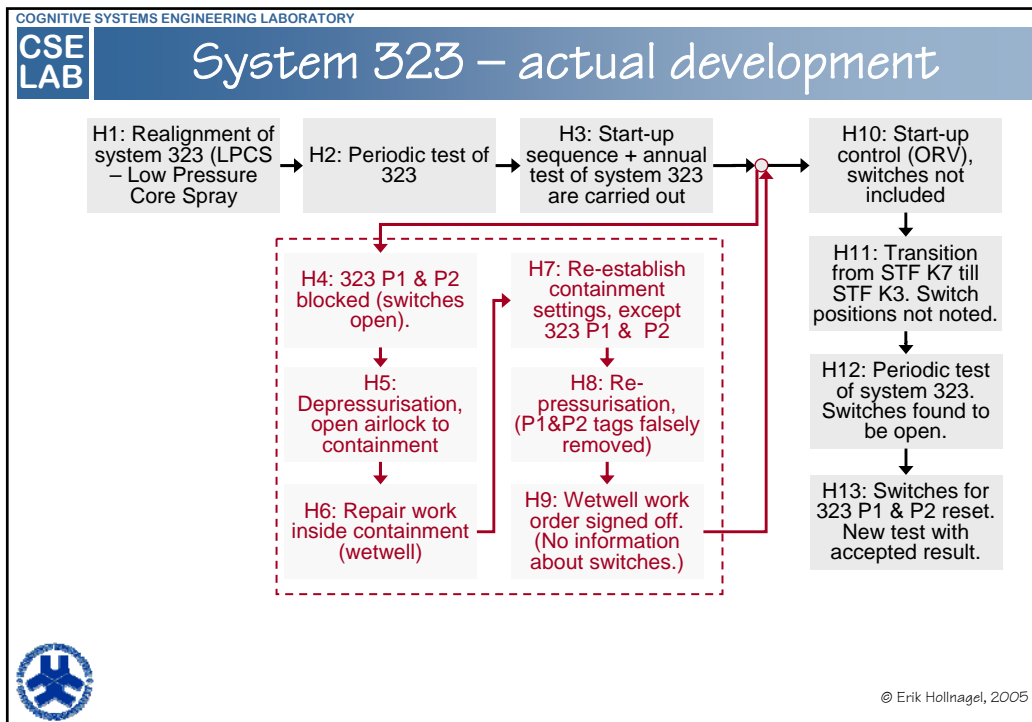 COGNITIVE SYSTEMS ENGINEERING LABORATORY
CSE
LAB
System 323 – actual development
H1: Realignment of
system 323 (LPCS
– Low Pressure
Core Spray
H2: Periodic test of
323
H3: Start-up
sequence + annual
test of system 323
are carried out
H4: 323 P1 & P2
blocked (switches
open).
H5:
Depressurisation,
open airlock to
containment
H6: Repair work
inside containment
(wetwell)
H7: Re-establish
containment
settings, except
323 P1 & P2
H8: Re-
pressurisation,
(P1&P2 tags falsely
removed)
H9: Wetwell work
order signed off.
(No information
about switches.)
H10: Start-up
control (ORV),
switches not
included
H11: Transition
from STF K7 till
STF K3. Switch
positions not noted.
H12: Periodic test
of system 323.
Switches found to
be open.
H13: Switches for
323 P1 & P2 reset.
New test with
accepted result.
© Erik Hollnagel, 2005